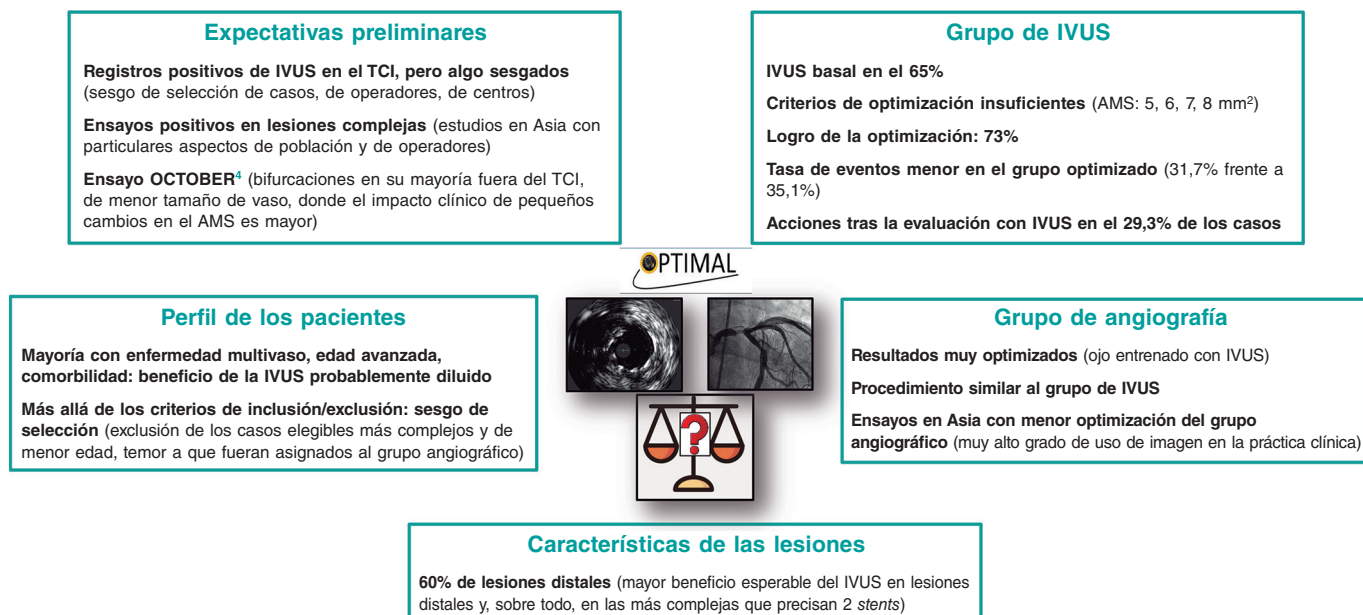 Expectativas preliminares
Registros positivos de IVUS en el TCI, pero algo sesgados
(sesgo de selección de casos, de operadores, de centros)
Ensayos positivos en lesiones complejas (estudios en Asia con
particulares aspectos de población y de operadores)
Ensayo OCTOBER⁴ (bifurcaciones en su mayoría fuera del TCI,
de menor tamaño de vaso, donde el impacto clínico de pequeños
cambios en el AMS es mayor)
Grupo de IVUS
IVUS basal en el 65%
Criterios de optimización insuficientes (AMS: 5, 6, 7, 8 mm²)
Logro de la optimización: 73%
Tasa de eventos menor en el grupo optimizado (31,7% frente a
35,1%)
Acciones tras la evaluación con IVUS en el 29,3% de los casos
OPTIMAL
Perfil de los pacientes
Mayoría con enfermedad multivaso, edad avanzada,
comorbilidad: beneficio de la IVUS probablemente diluido
Más allá de los criterios de inclusión/exclusión: sesgo de
selección (exclusión de los casos elegibles más complejos y de
menor edad, temor a que fueran asignados al grupo angiográfico)
?
Grupo de angiografía
Resultados muy optimizados (ojo entrenado con IVUS)
Procedimiento similar al grupo de IVUS
Ensayos en Asia con menor optimización del grupo
angiográfico (muy alto grado de uso de imagen en la práctica clínica)
Características de las lesiones
60% de lesiones distales (mayor beneficio esperable del IVUS en lesiones
distales y, sobre todo, en las más complejas que precisan 2 stents)